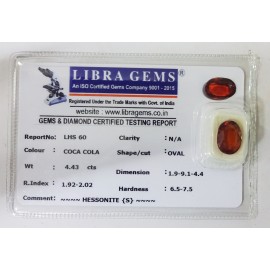 LIBRA GEMS®
An ISO Certified Gems Company 9001 - 2015
Registered Under the Trade Marks with Govt. of India
website : www.libragems.co.in
GEMS & DIAMOND CERTIFIED TESTING REPORT
ReportNo: LHS 60 Clarity N/A
Colour COCA COLA Shape/cut OVAL
Wt 4.43 cts Dimension 1.9-9.1-4.4
R.Index 1.92-2.02 Hardness 6.5-7.5
Comment ~~~~ HESSONITE {S} ~~~~